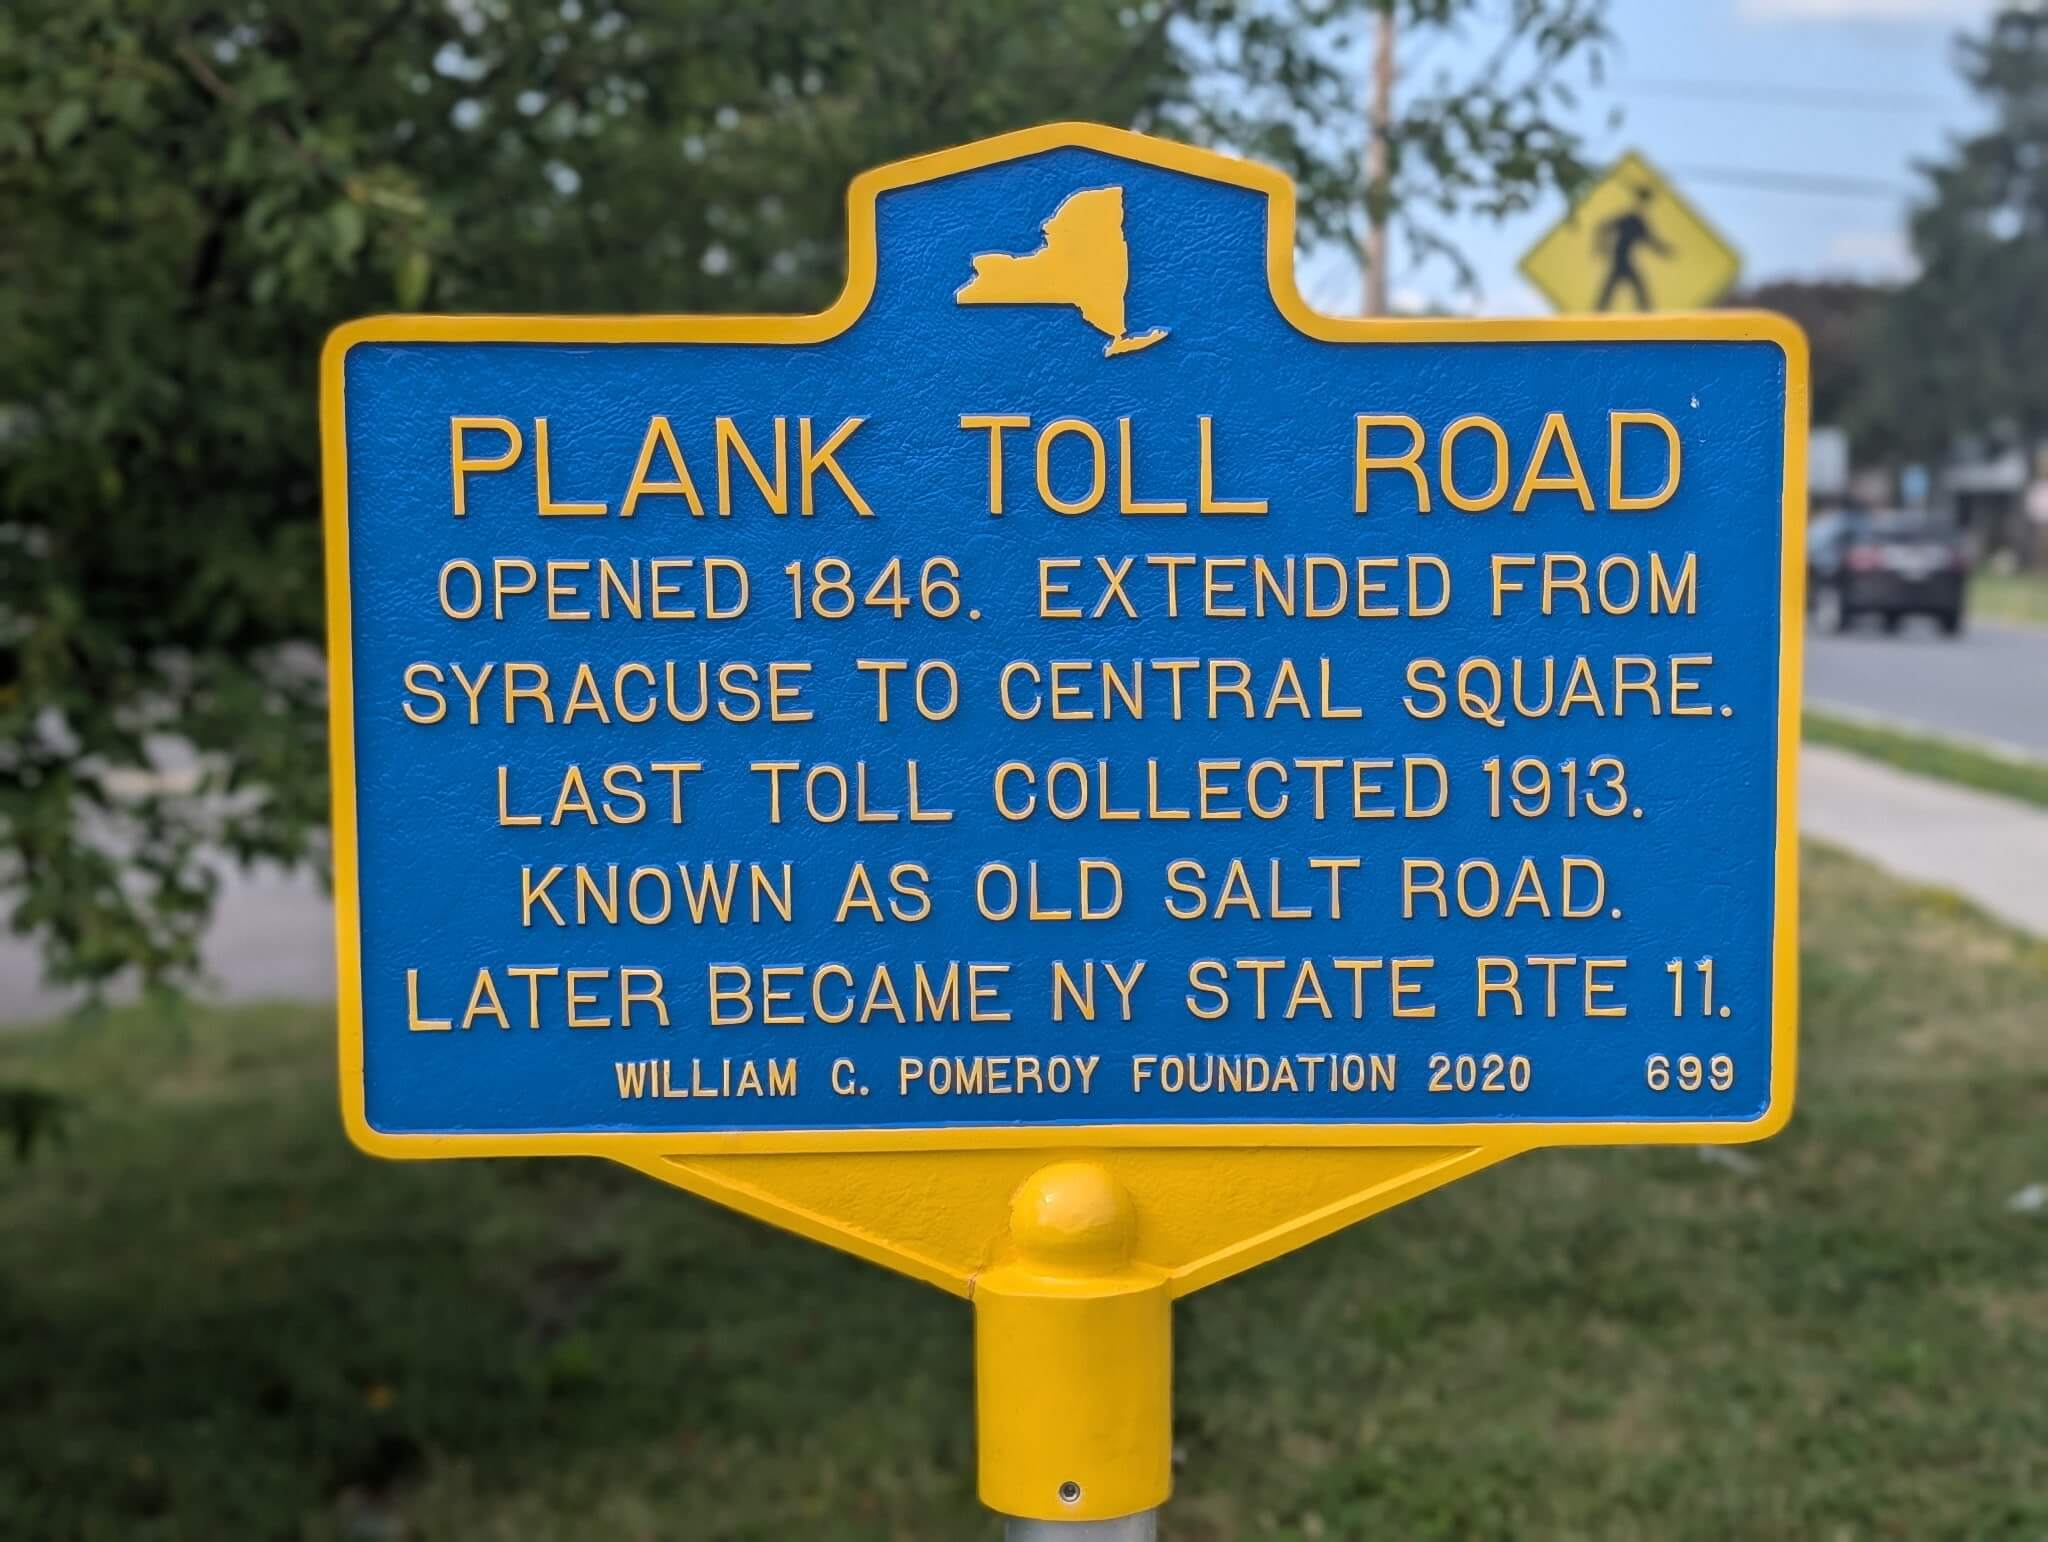 PLANK TOLL ROAD
OPENED 1846. EXTENDED FROM
SYRACUSE TO CENTRAL SQUARE.
LAST TOLL COLLECTED 1913.
KNOWN AS OLD SALT ROAD.
LATER BECAME NY STATE RTE 11.
WILLIAM G. POMEROY FOUNDATION 2020 699